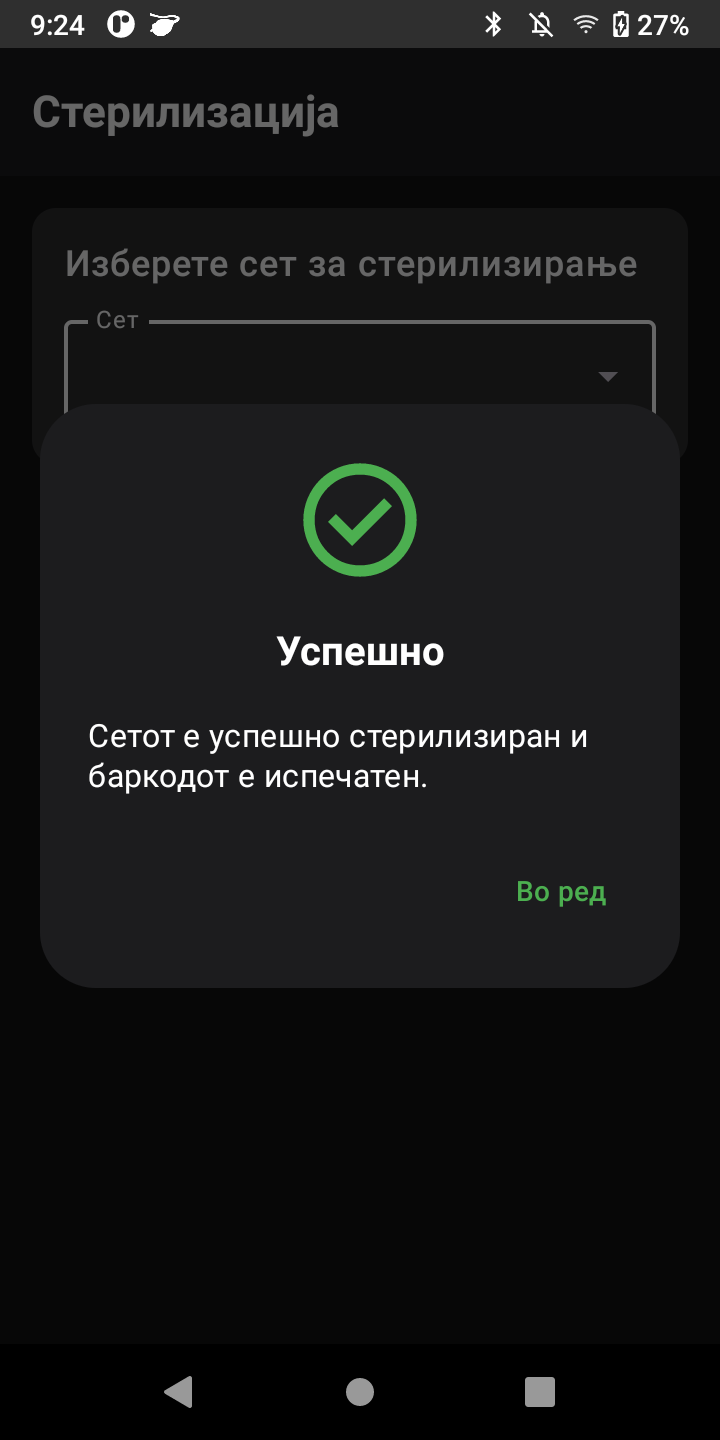 9:24
27%
Стерилизација
Изберете сет за стерилизирање
Сет
Успешно
Сетот е успешно стерилизиран и
баркодот е испечатен.
Во ред